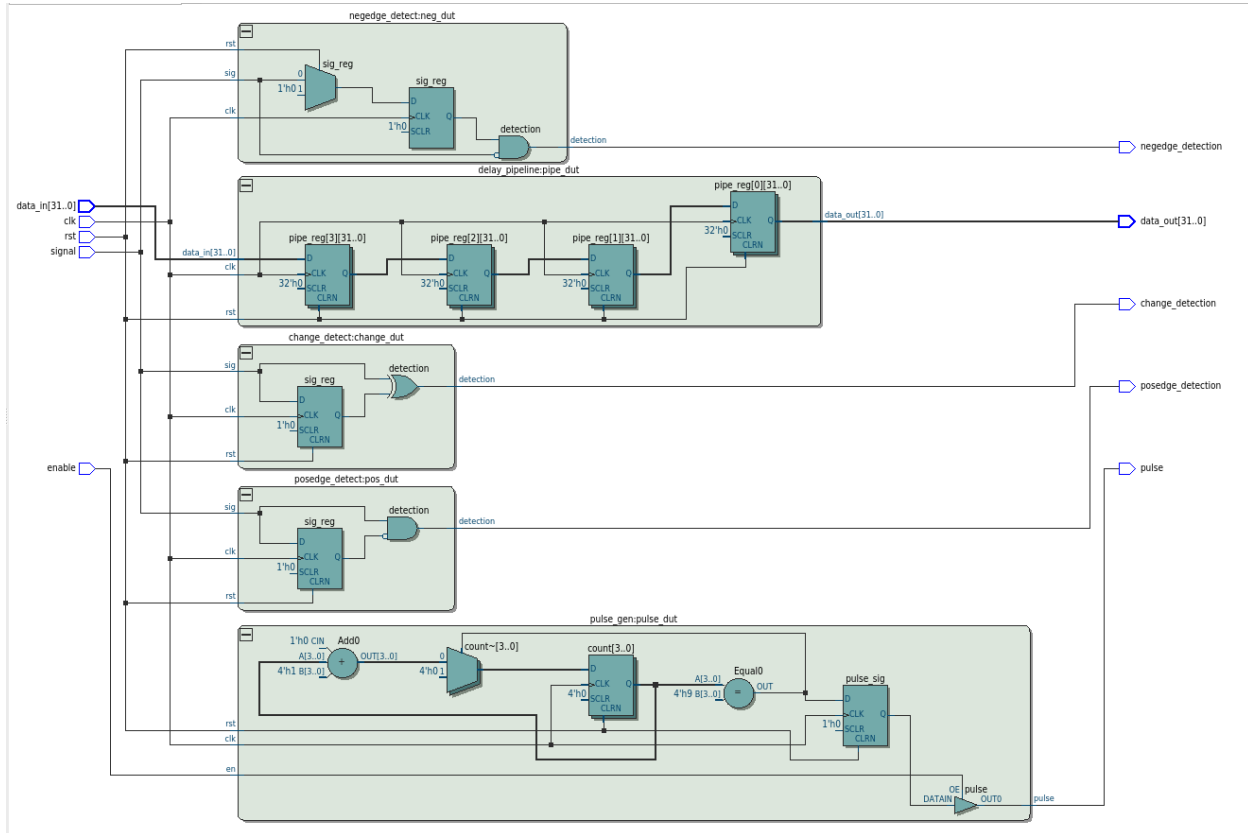 negedge_detect:neg_dut
rst
sig_reg
sig
0
1'h0 1
sig_reg
D
clk
CLK Q
1'h0
SCLR
detection
detection
negedge_detection
delay_pipeline:pipe_dut
pipe_reg[0][31..0]
D
data_in[31..0]
clk
rst
signal
CLK Q
32'h0
SCLR
CLRN
data_out[31..0]
data_out[31..0]
pipe_reg[3][31..0]
pipe_reg[2][31..0]
pipe_reg[1][31..0]
data_in[31..0]
D
D
D
clk
CLK Q
CLK Q
CLK Q
32'h0
SCLR
32'h0
SCLR
32'h0
SCLR
CLRN
CLRN
CLRN
rst
change_detection
change_detect:change_dut
sig
detection
sig_reg
D
detection
posedge_detection
clk
CLK Q
1'h0
SCLR
CLRN
rst
enable
pulse
posedge_detect:pos_dut
sig
detection
sig_reg
detection
D
clk
CLK Q
1'h0
SCLR
CLRN
rst
pulse_gen:pulse_dut
1'h0 CIN
Add0
A[3..0]
OUT[3..0]
4'h1 B[3..0]
count~[3..0]
0
4'h0 1
count[3..0]
D
CLK Q
4'h0
SCLR
CLRN
Equal0
A[3..0]
OUT
4'h9 B[3..0]
pulse_sig
D
CLK Q
1'h0
SCLR
CLRN
rst
clk
en
OE pulse
DATAIN OUT0
pulse